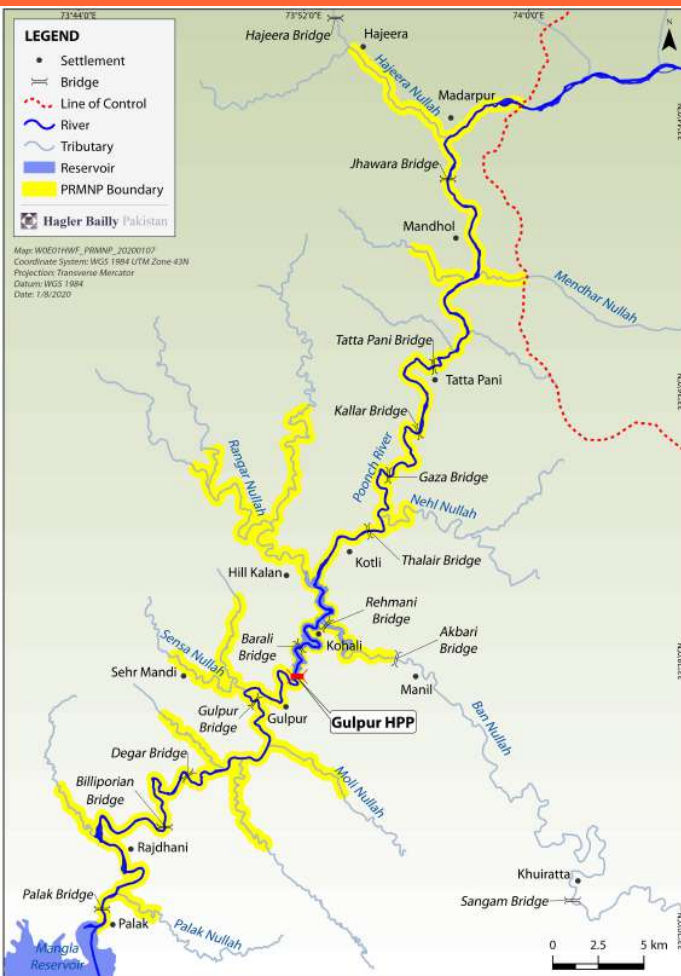 73°44'0"E
73°52'0"E
74°0'0"E
N
LEGEND
Settlement
Bridge
Line of Control
River
Tributary
Reservoir
PRMNP Boundary
Hagler Bailly Pakistan
Map: W0E01HWF_PRMNP_20200107
Coordinate System: WGS 1984 UTM Zone 43N
Projection: Transverse Mercator
Datum: WGS 1984
Date: 1/8/2020
Hajeera Bridge
Hajeera
Hajeera Nullah
Madarpur
Jhawara Bridge
Mandhol
Mendhar Nullah
Tatta Pani Bridge
Tatta Pani
Kallar Bridge
Rangar Nullah
Poonch River
Gaza Bridge
Nehl Nullah
Thalair Bridge
Kotli
Hill Kalan
Rehmani
Bridge
Akbari
Bridge
Barali
Bridge
Kohali
Sensa Nullah
Sehr Mandi
Manil
Gulpur
Bridge
Gulpur
Gulpur HPP
Ban Nullah
Degar Bridge
Moli Nullah
Billiporian
Bridge
Rajdhani
Khuiratta
Sangam Bridge
Palak Bridge
Palak
Palak Nullah
Mangla
Reservoir
0 2.5 5 km